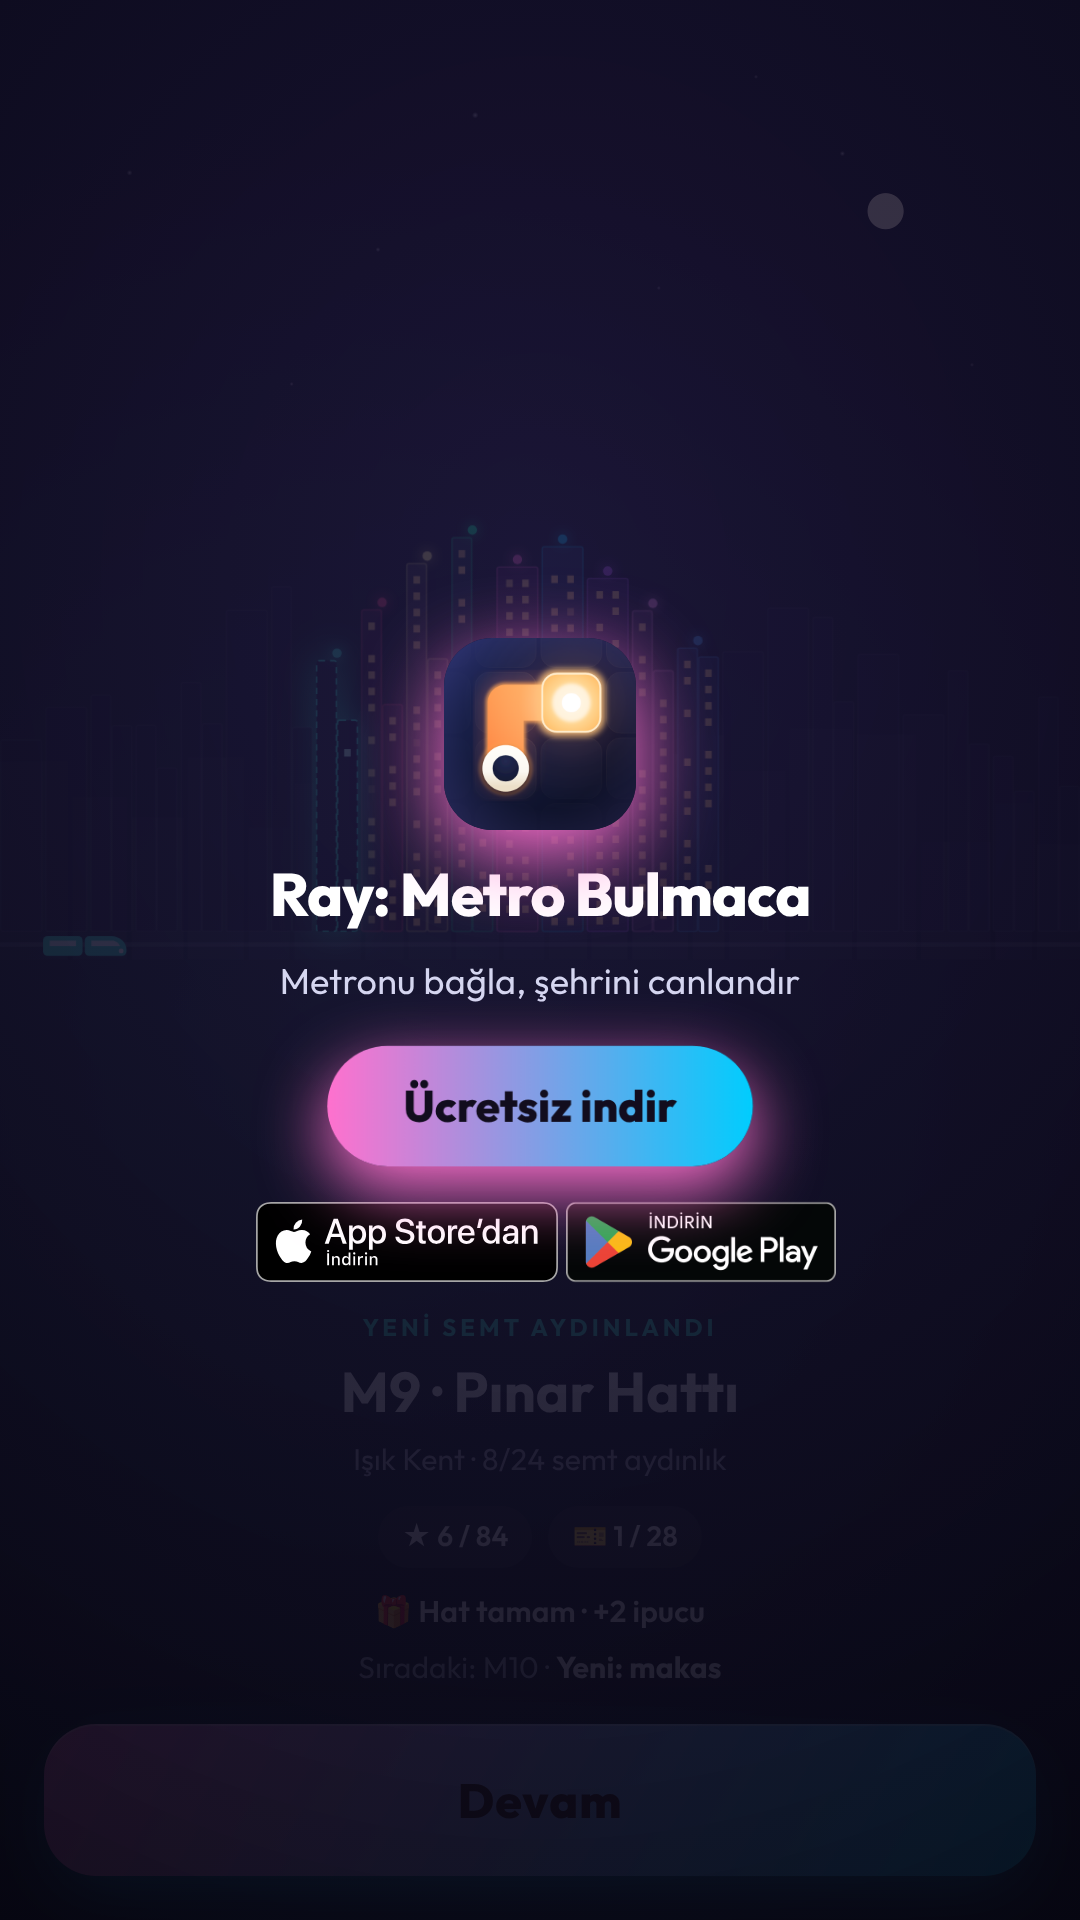 Ray: Metro Bulmaca
Metronu bağla, şehrini canlandır
Ücretsiz indir
App Store’dan
İndirin
İNDİRİN
Google Play
YENİ SEMT AYDINLANDI
M9 · Pınar Hattı
Işık Kent · 8/24 semt aydınlık
★ 6 / 84
🎫 1 / 28
🎁 Hat tamam · +2 ipucu
Sıradaki: M10 · Yeni: makas
Devam